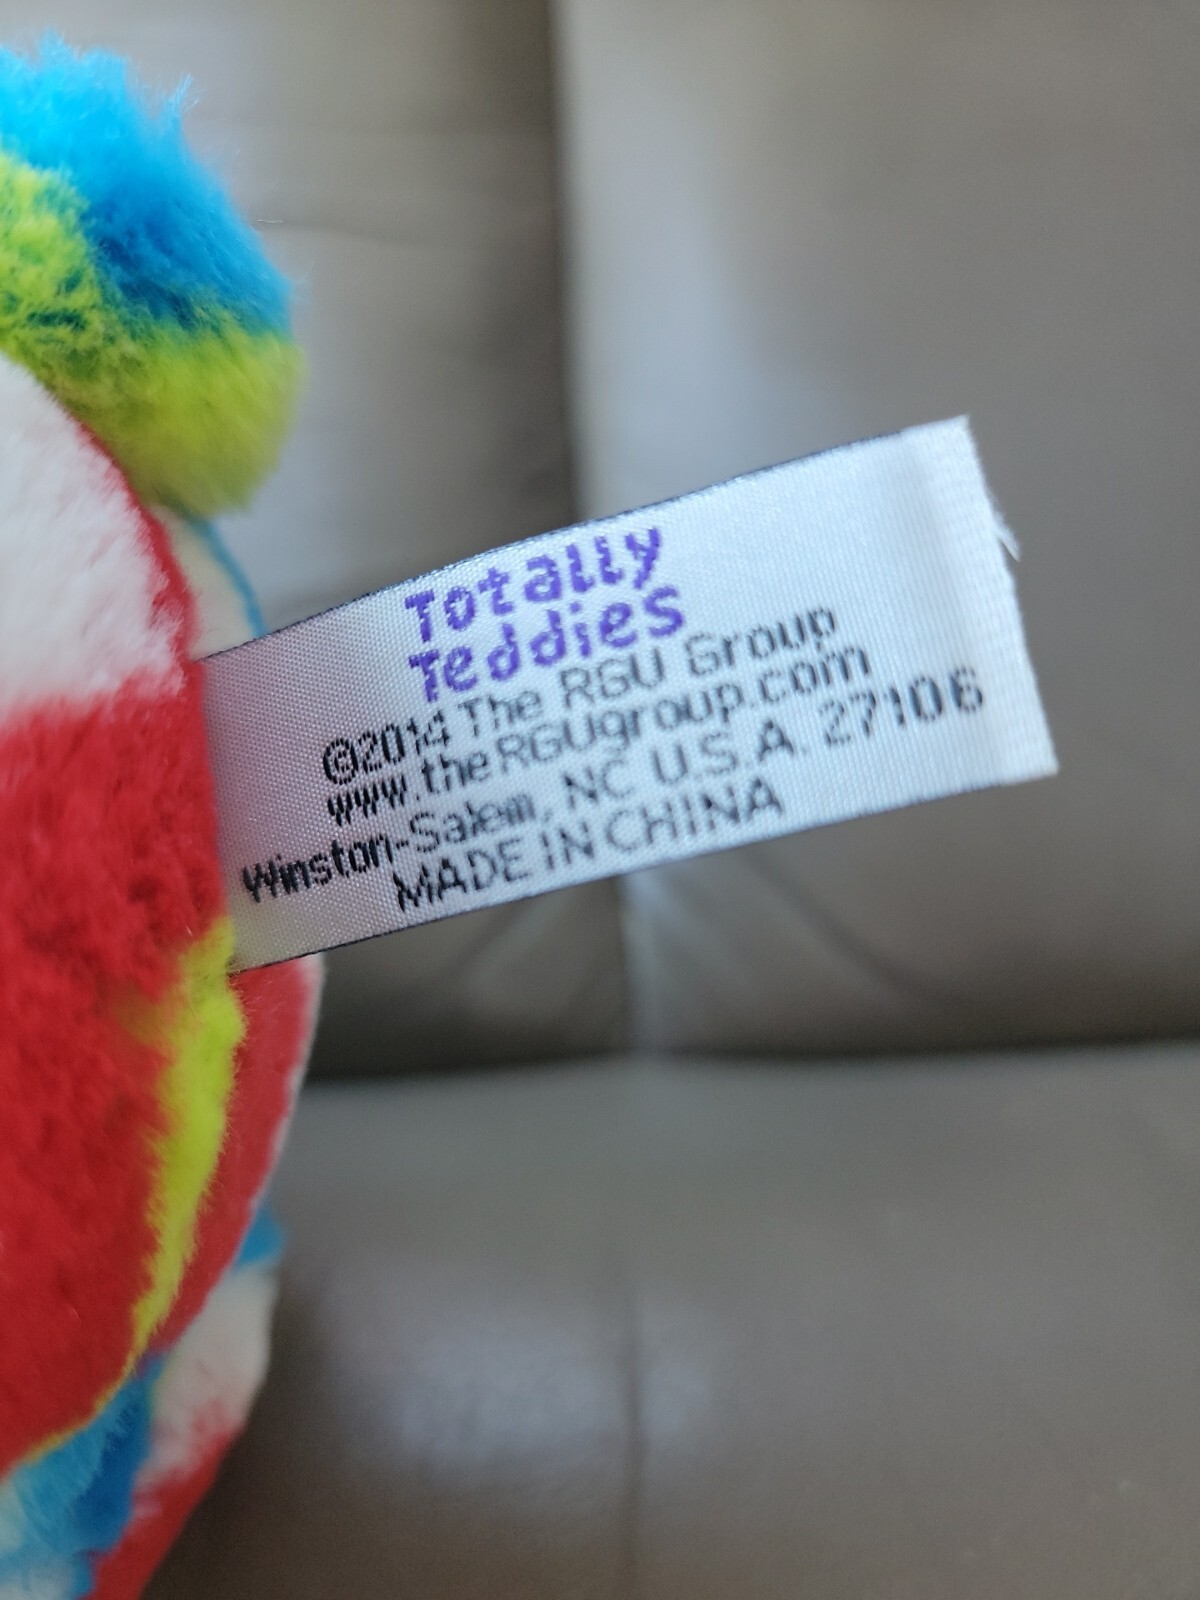 Totally
Teddies
©2014 The RGU Group
www.theRGUgroup.com
Winston-Salem, NC U.S.A. 27106
MADE IN CHINA